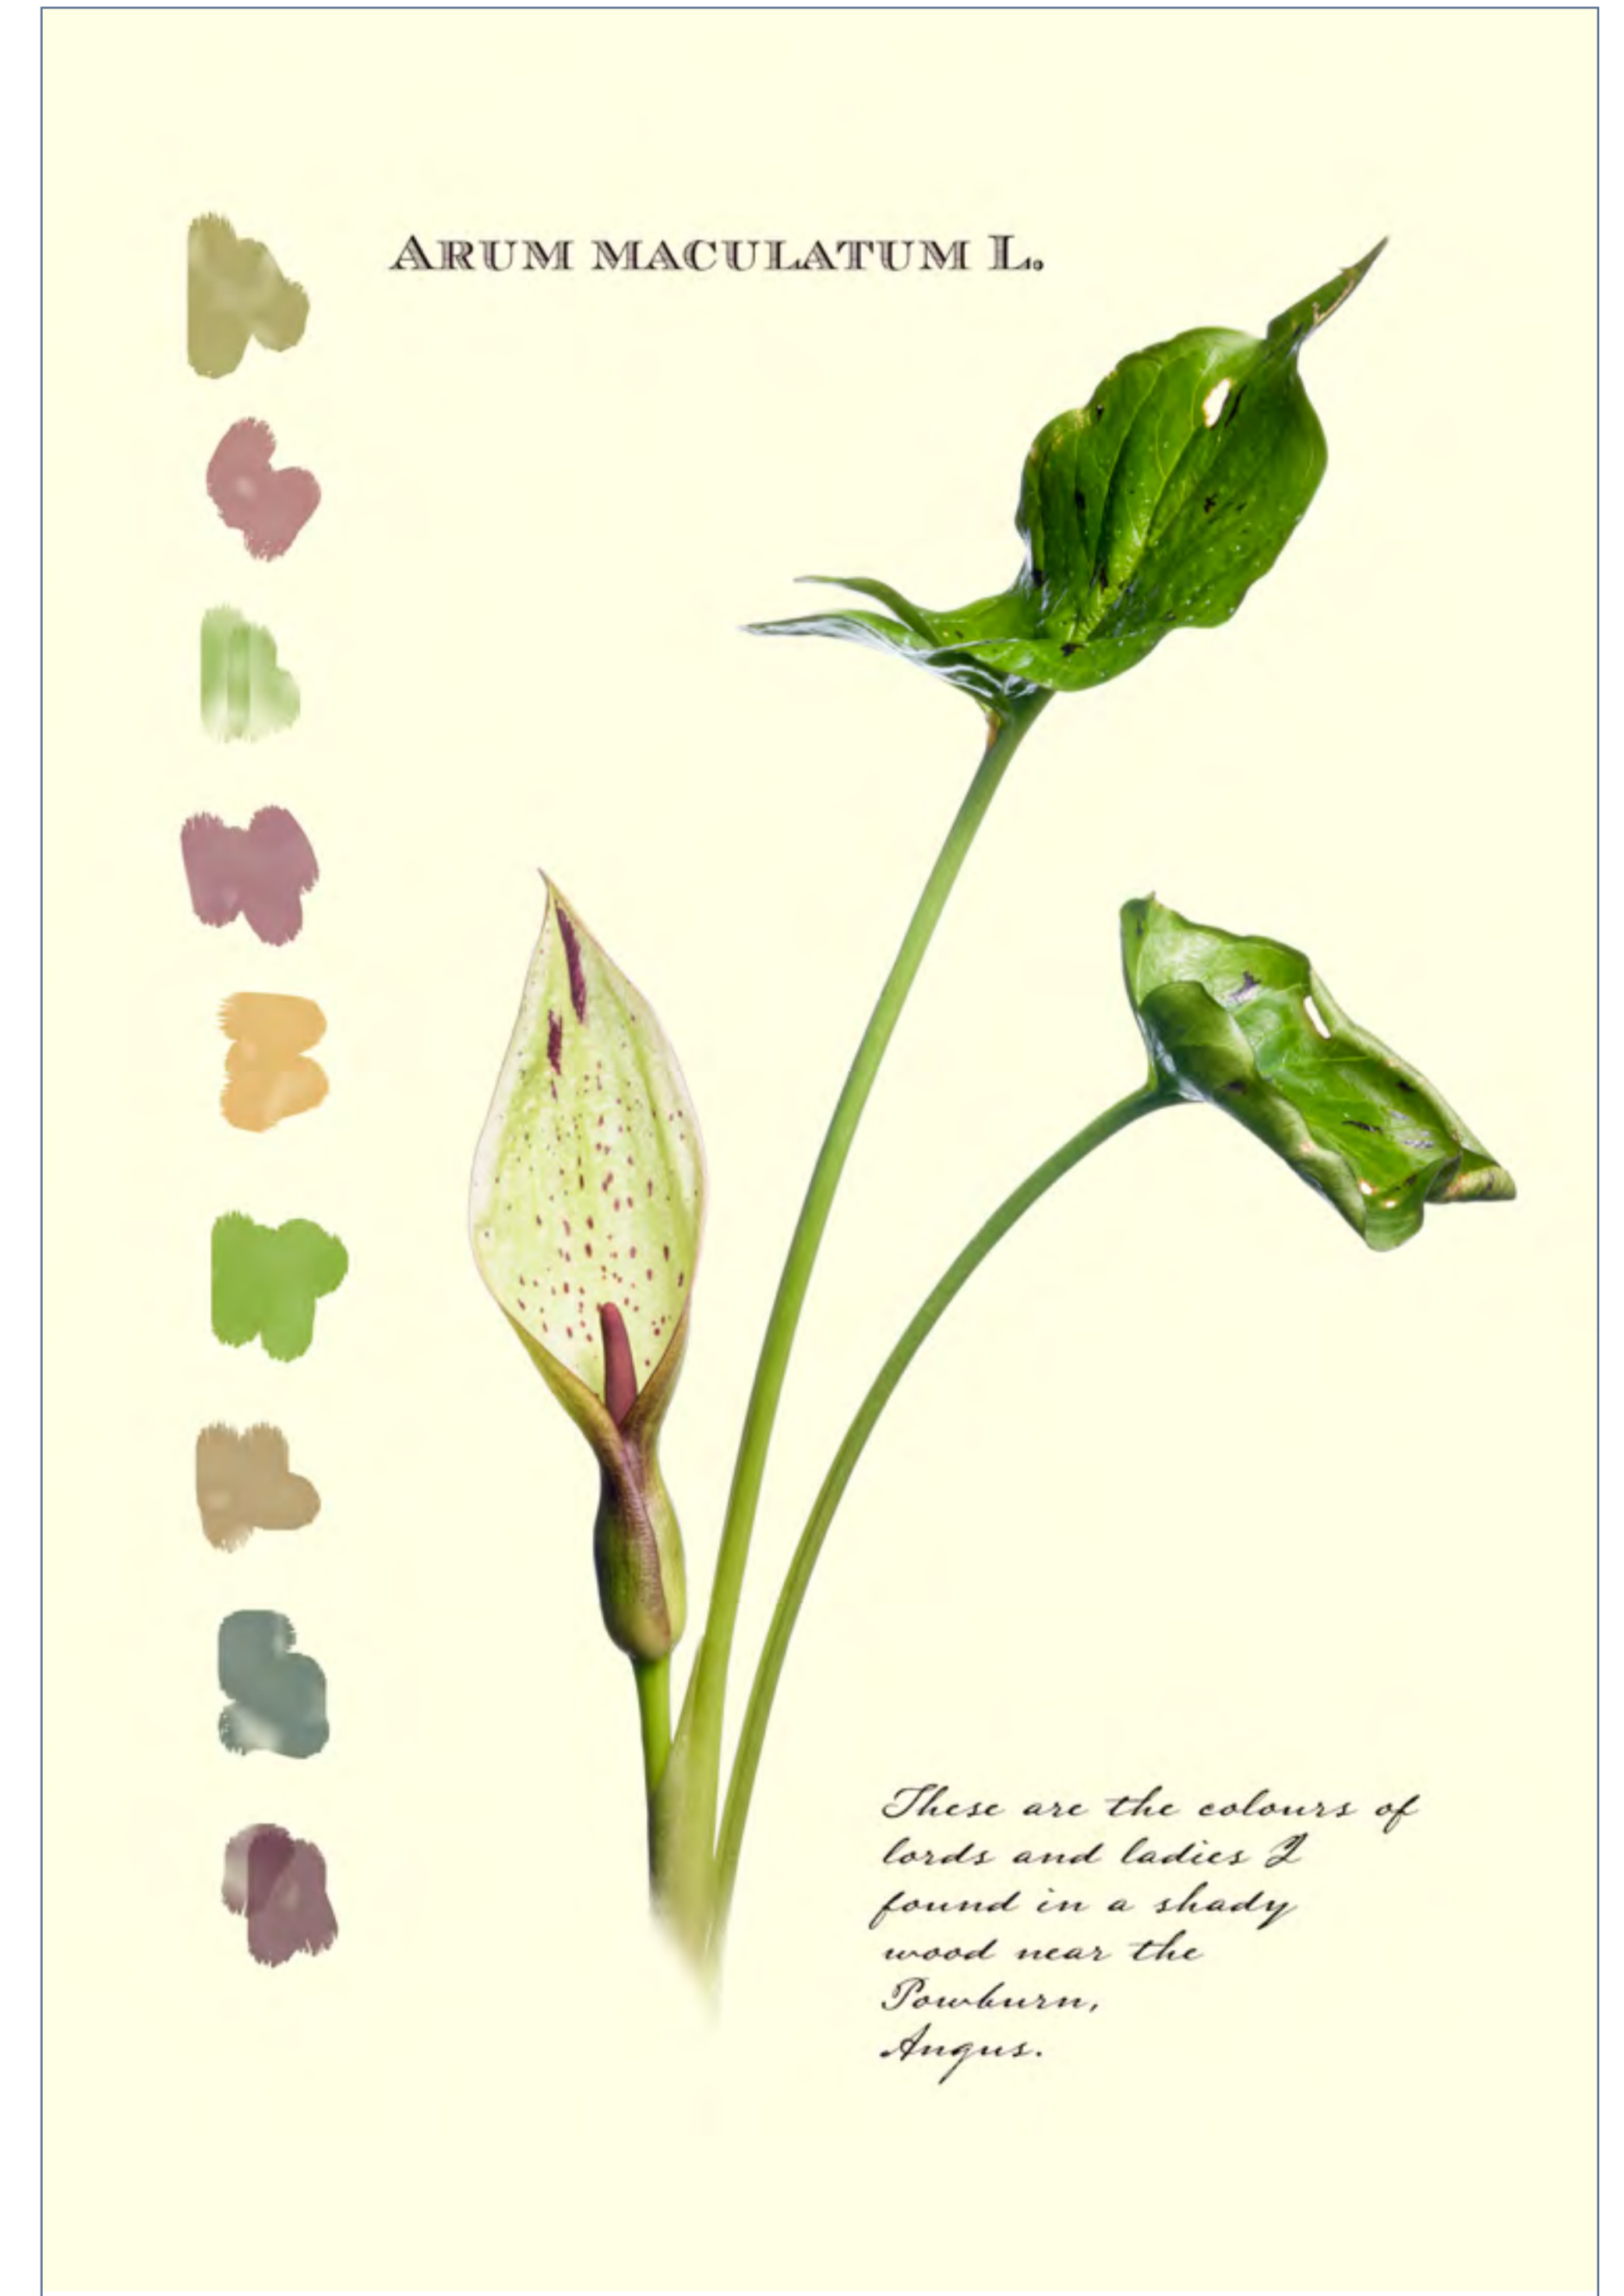 ARUM MACULATUM L.
These are the colours of
lords and ladies I
found in a shady
wood near the
Powburn,
Angus.